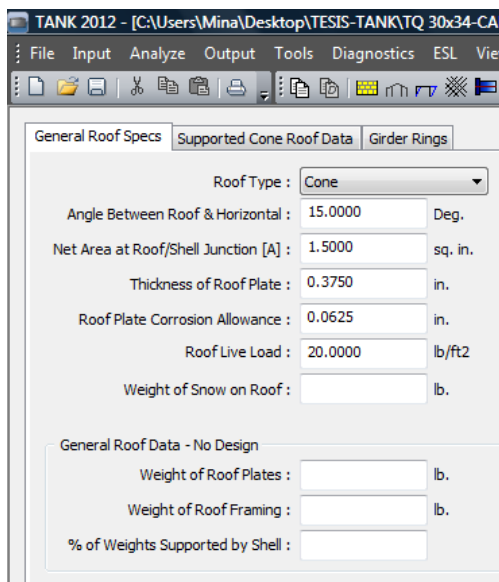 TANK 2012 - [C:\Users\Mina\Desktop\TESIS-TANK\TQ 30x34-CA
File Input Analyze Output Tools Diagnostics ESL Vie
General Roof Specs Supported Cone Roof Data Girder Rings
Roof Type : Cone
Angle Between Roof & Horizontal : 15.0000 Deg.
Net Area at Roof/Shell Junction [A] : 1.5000 sq. in.
Thickness of Roof Plate : 0.3750 in.
Roof Plate Corrosion Allowance : 0.0625 in.
Roof Live Load : 20.0000 lb/ft2
Weight of Snow on Roof : lb.
General Roof Data - No Design
Weight of Roof Plates : lb.
Weight of Roof Framing : lb.
% of Weights Supported by Shell :